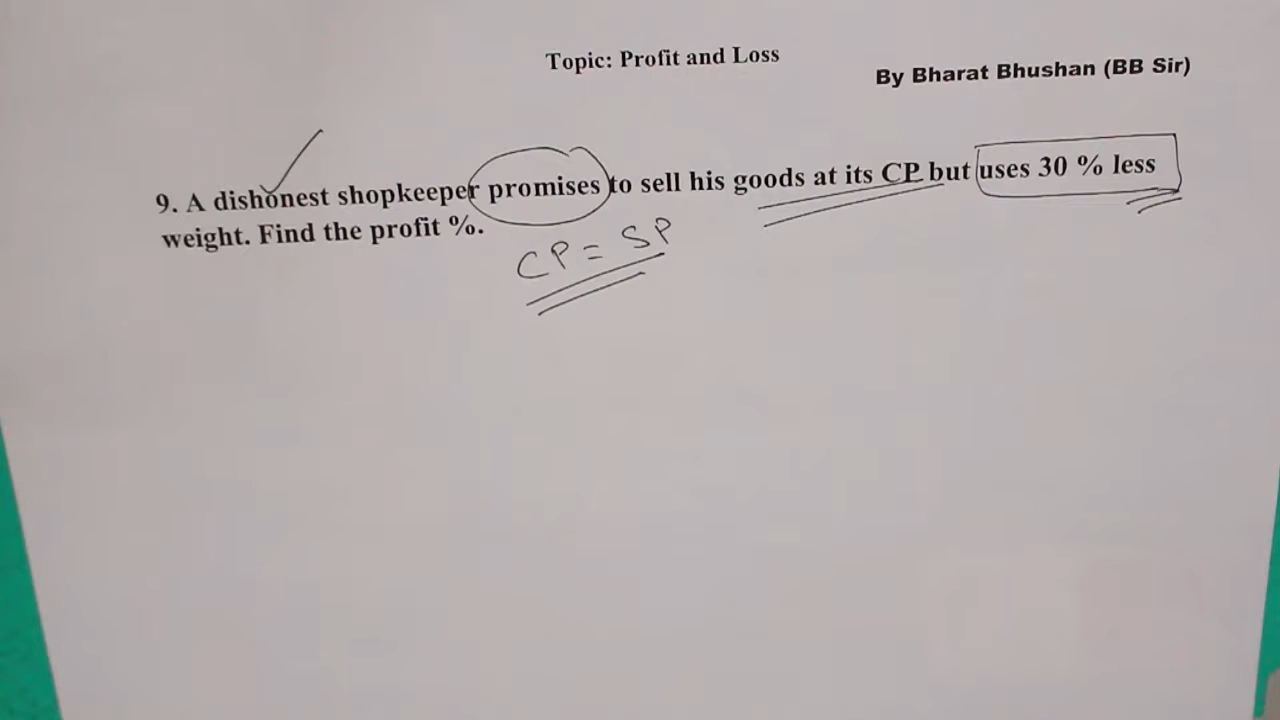 Topic: Profit and Loss
By Bharat Bhushan (BB Sir)
9. A dishonest shopkeeper promises to sell his goods at its CP but uses 30 % less
weight. Find the profit %.
CP = SP